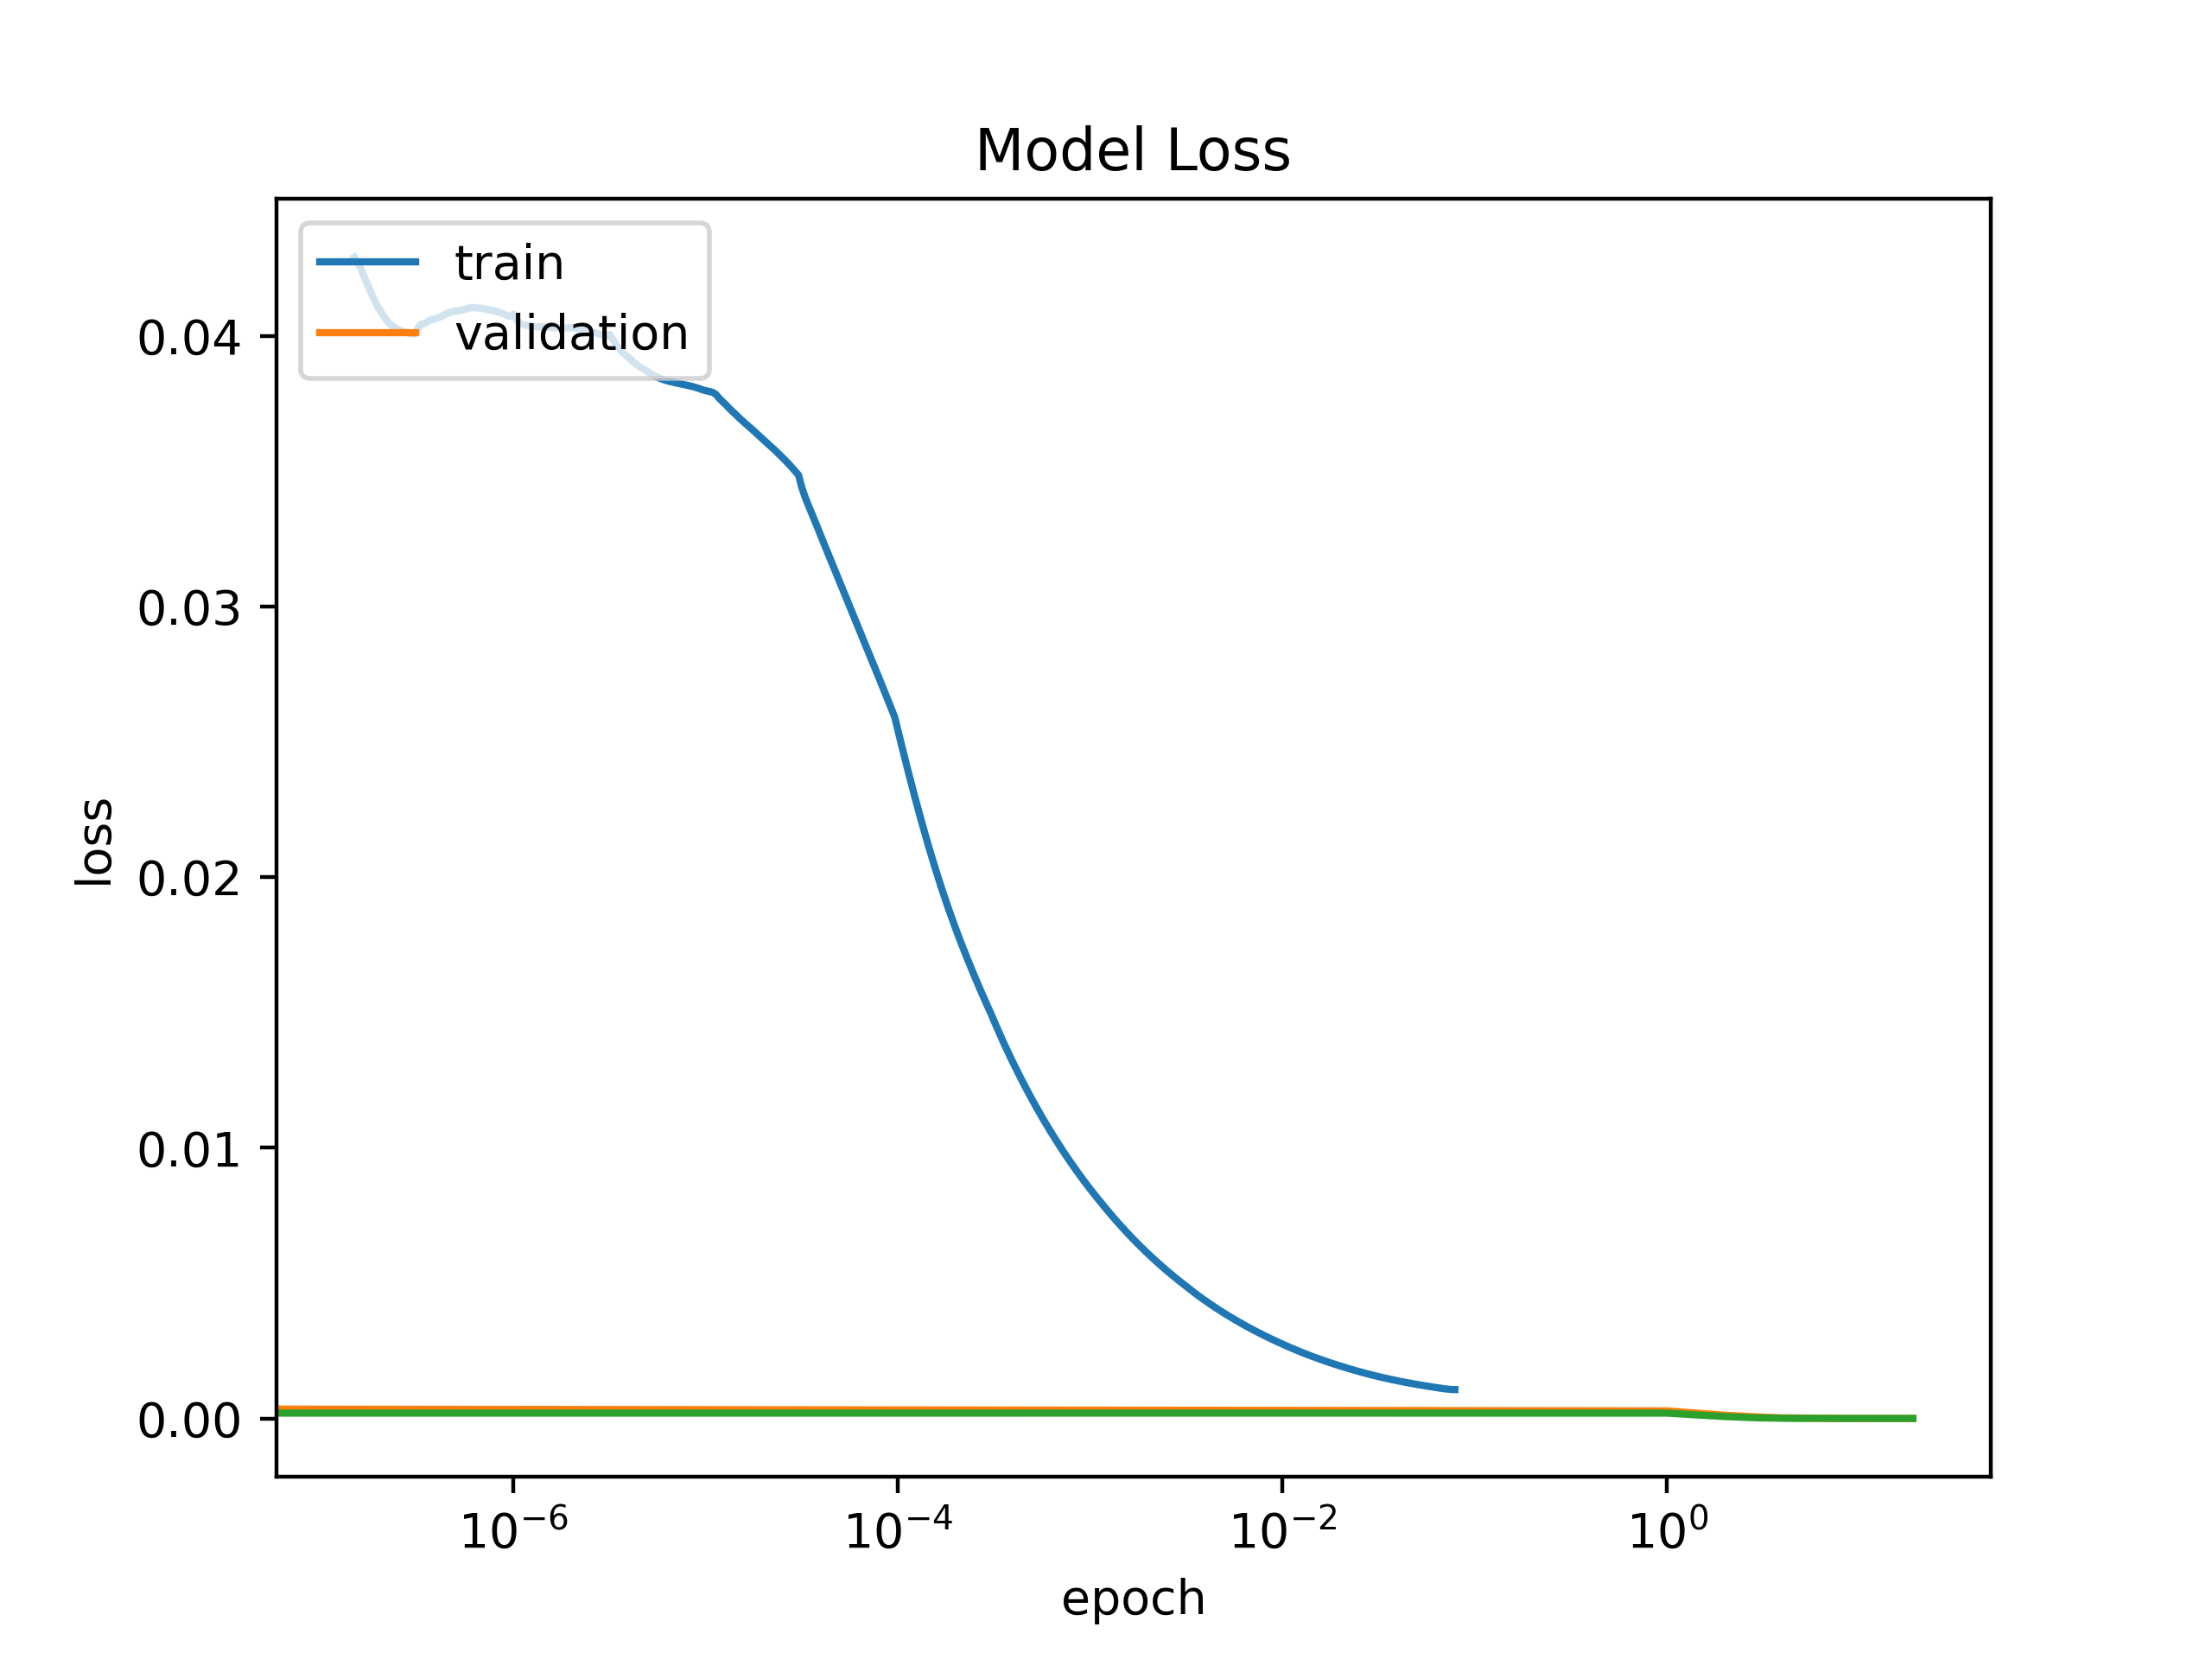 Model Loss
train
validation
0.04
0.03
0.02
0.01
0.00
loss
10⁻⁶ 10⁻⁴ 10⁻² 10⁰
epoch